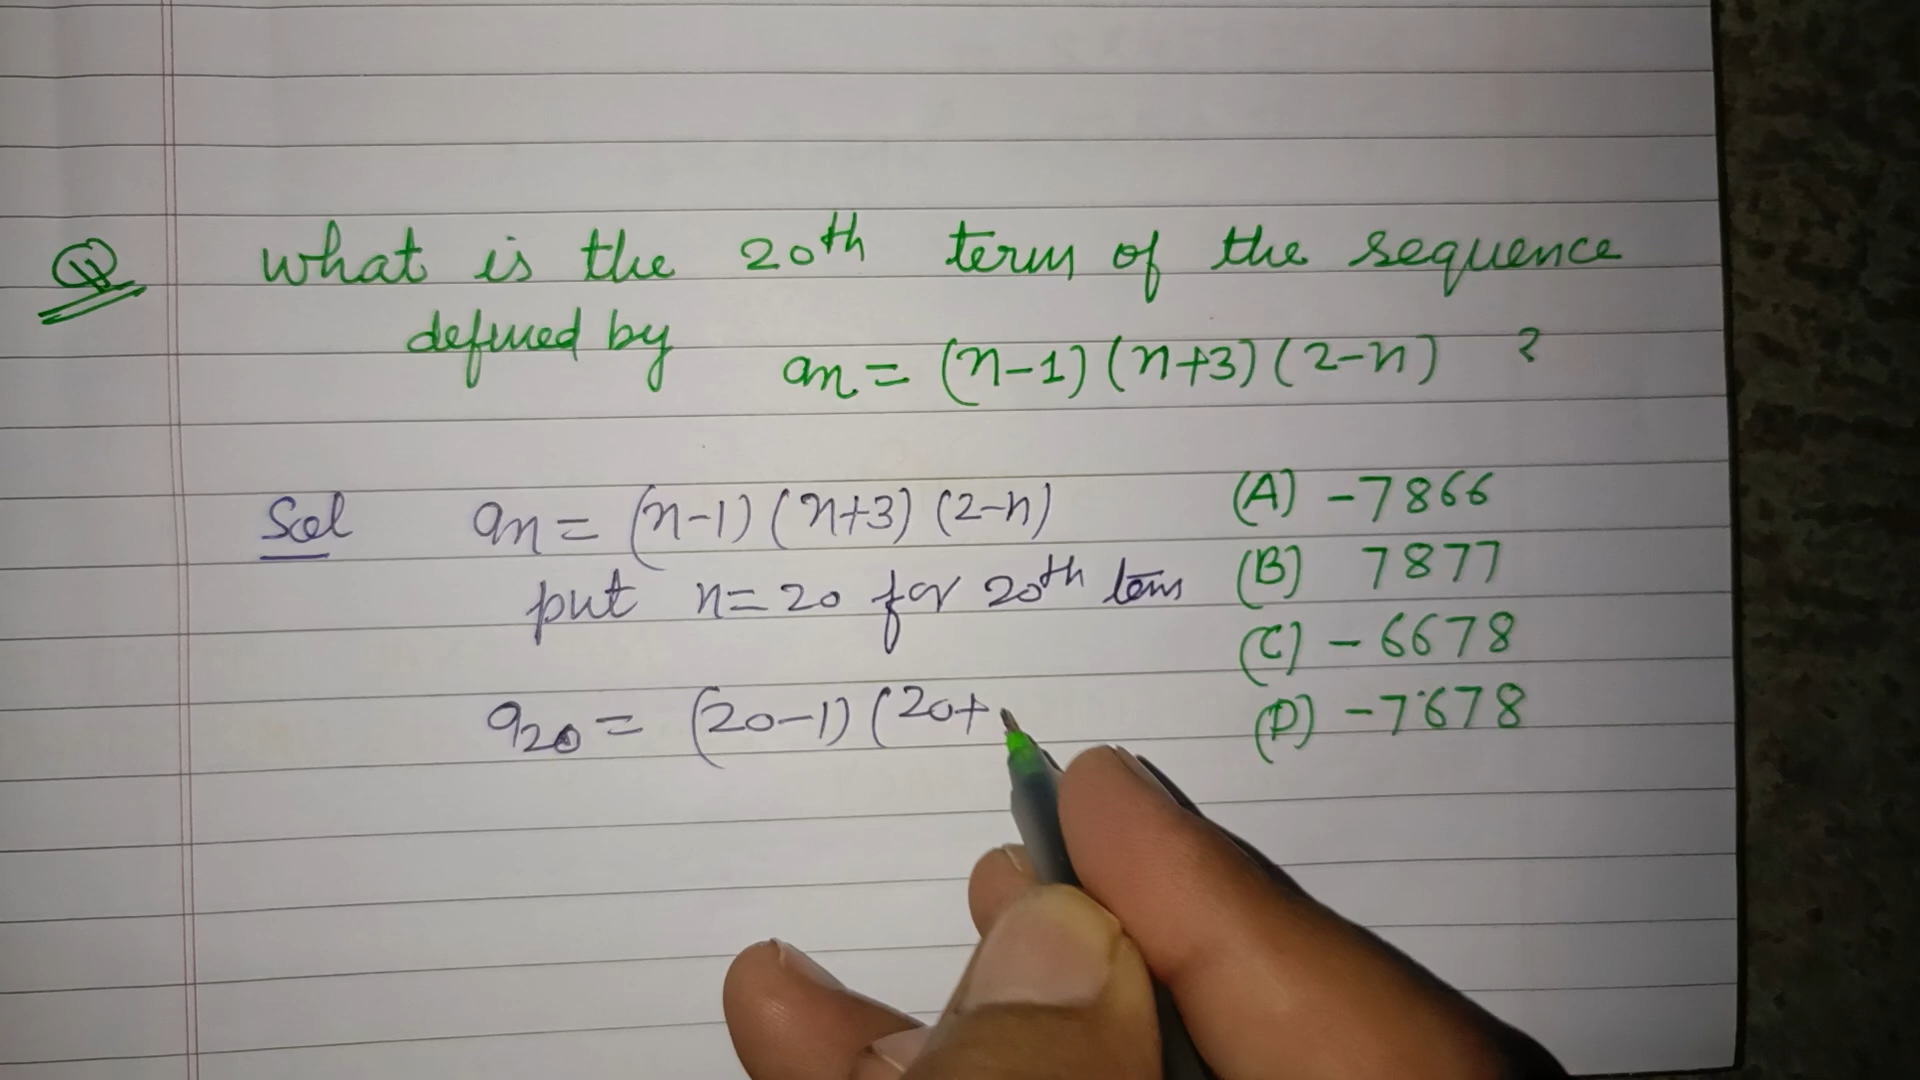 Q What is the 20th term of the sequence
defined by an = (n-1) (n+3) (2-n) ?
Sol an = (n-1) (n+3) (2-n)
(A) -7866
put n=20 for 20th term
(B) 7877
(C) -6678
a20 = (20-1) (20+
(D) -7678